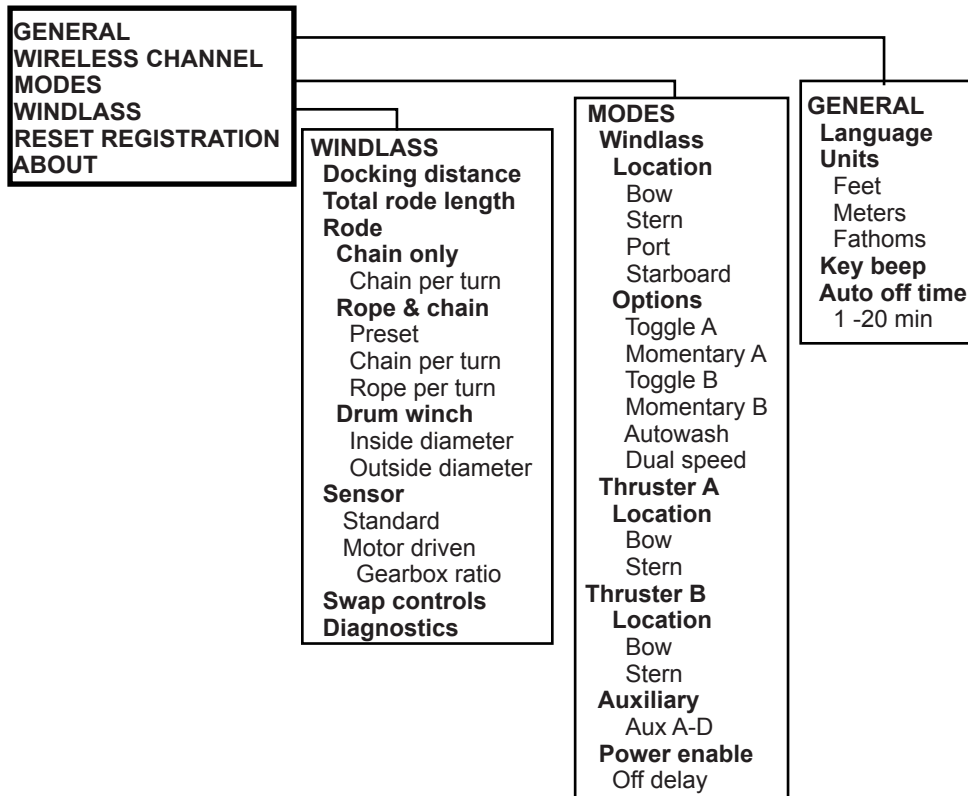 GENERAL
WIRELESS CHANNEL
MODES
WINDLASS
RESET REGISTRATION
ABOUT
WINDLASS
Docking distance
Total rode length
Rode
Chain only
Chain per turn
Rope & chain
Preset
Chain per turn
Rope per turn
Drum winch
Inside diameter
Outside diameter
Sensor
Standard
Motor driven
Gearbox ratio
Swap controls
Diagnostics
MODES
Windlass
Location
Bow
Stern
Port
Starboard
Options
Toggle A
Momentary A
Toggle B
Momentary B
Autowash
Dual speed
Thruster A
Location
Bow
Stern
Thruster B
Location
Bow
Stern
Auxiliary
Aux A-D
Power enable
Off delay
GENERAL
Language
Units
Feet
Meters
Fathoms
Key beep
Auto off time
1 -20 min